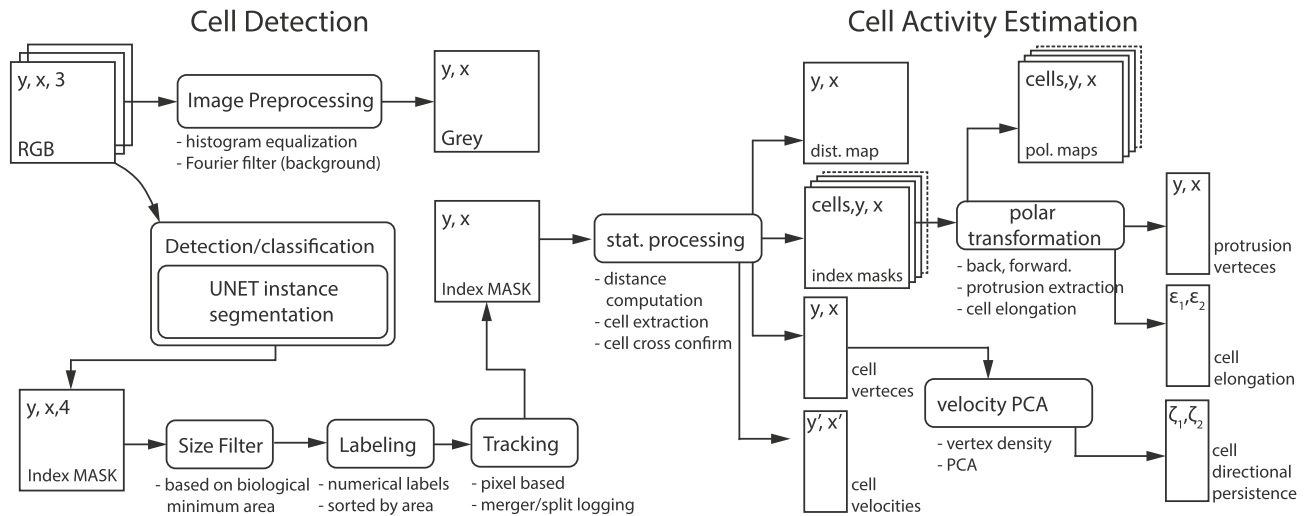 Cell Detection
y, x, 3
RGB
Image Preprocessing
- histogram equalization
- Fourier filter (background)
y, x
Grey
Detection/classification
UNET instance
segmentation
y, x,4
Index MASK
Size Filter
- based on biological
minimum area
Labeling
- numerical labels
- sorted by area
Tracking
- pixel based
- merger/split logging
y, x
Index MASK
Cell Activity Estimation
stat. processing
- distance
computation
- cell extraction
- cell cross confirm
y, x
dist. map
cells,y, x
index masks
y, x
cell
verteces
y’, x’
cell
velocities
cells,y, x
pol. maps
polar
transformation
- back, forward.
- protrusion extraction
- cell elongation
velocity PCA
- vertex density
- PCA
y, x
protrusion
verteces
ε₁,ε₂
cell
elongation
ζ₁,ζ₂
cell
directional
persistence